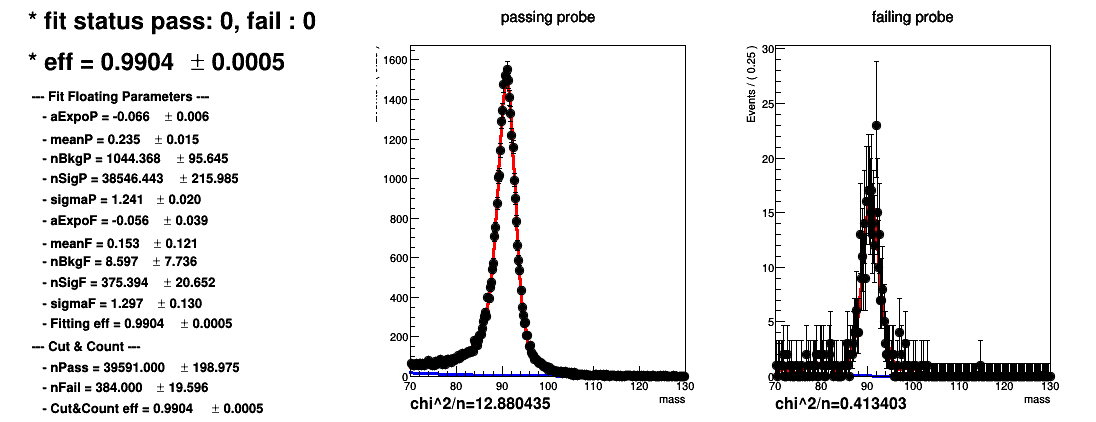 * fit status pass: 0, fail : 0
* eff = 0.9904 ± 0.0005
--- Fit Floating Parameters ---
- aExpoP = -0.066 ± 0.006
- meanP = 0.235 ± 0.015
- nBkgP = 1044.368 ± 95.645
- nSigP = 38546.443 ± 215.985
- sigmaP = 1.241 ± 0.020
- aExpoF = -0.056 ± 0.039
- meanF = 0.153 ± 0.121
- nBkgF = 8.597 ± 7.736
- nSigF = 375.394 ± 20.652
- sigmaF = 1.297 ± 0.130
- Fitting eff = 0.9904 ± 0.0005
--- Cut & Count ---
- nPass = 39591.000 ± 198.975
- nFail = 384.000 ± 19.596
- Cut&Count eff = 0.9904 ± 0.0005
passing probe
1600
1400
1200
1000
800
600
400
200
0
70 80 90 100 110 120 130
mass
chi^2/n=12.880435
failing probe
Events / ( 0.25 )
30
25
20
15
10
5
0
70 80 90 100 110 120 130
mass
chi^2/n=0.413403